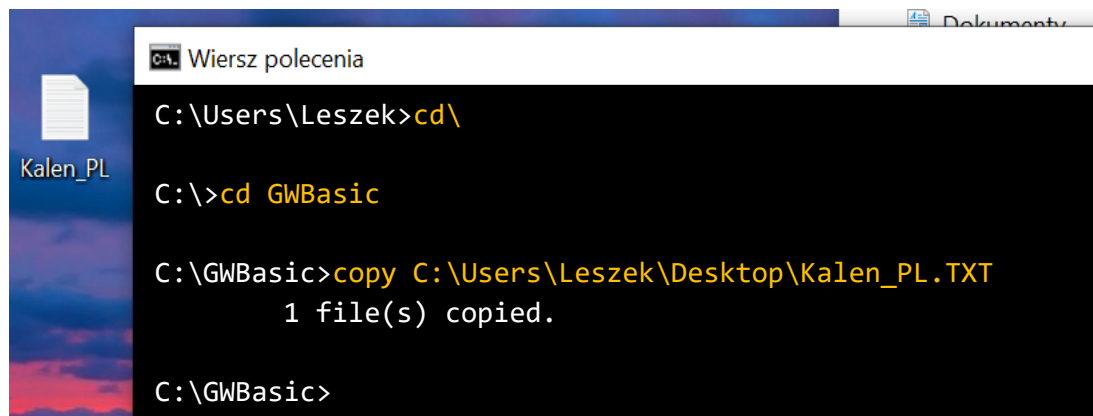 Dokumenty
Wiersz polecenia
Kalen_PL
C:\Users\Leszek>cd\
C:\>cd GWBasic
C:\GWBasic>copy C:\Users\Leszek\Desktop\Kalen_PL.TXT
1 file(s) copied.
C:\GWBasic>